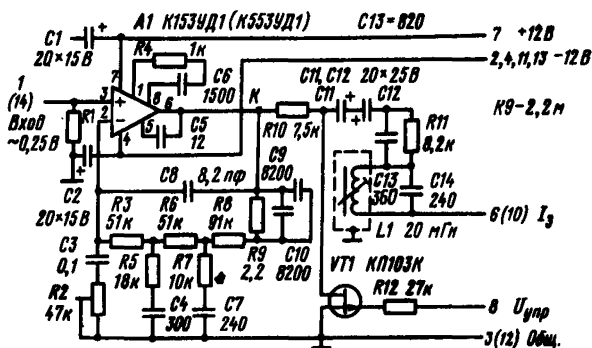 A1 К153УД1 (К553УД1) C13=820
C1
20×15В
R4
1к
C6
1500
7
1
8
7 +12В
2,4,11,13 -12В
1
(14)
Вход
~0,25В
R1
3
2
+
−
6
5
4
C5
12
К
R10 7,5к
C11, C12 20×25В
C11
C12
К9-2,2м
R11
8,2к
C2
20×15В
C8 8,2пф
C9
8200
C13
360
C14
240
L1 20 мГн
6(10) Iз
R3
51к
R6
51к
R8
91к
R9
2,2
C10
8200
C3
0,1
R5
18к
R7
10к
R2
47к
C4
300
C7
240
VT1 КП103К
R12 27к
8 Uупр
3(12) Общ.